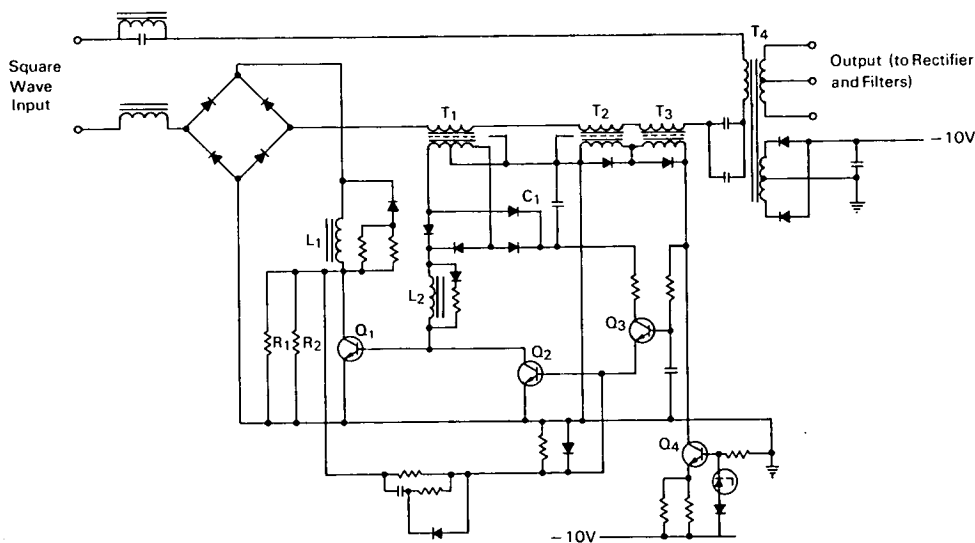 Square
Wave
Input
T4
Output (to Rectifier
and Filters)
T1
T2
T3
−10V
C1
L1
L2
R1
R2
Q1
Q2
Q3
Q4
−10V